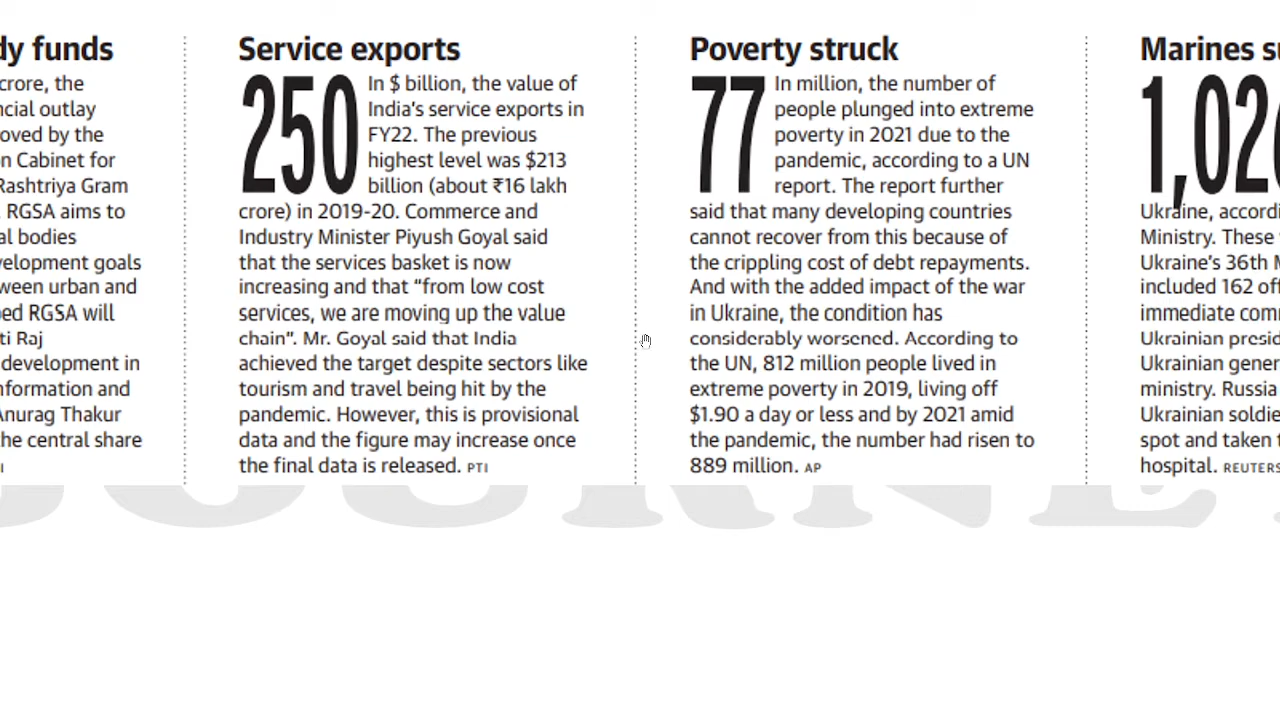 dy funds
crore, the
ncial outlay
oved by the
n Cabinet for
Rashtriya Gram
. RGSA aims to
al bodies
velopment goals
ween urban and
ed RGSA will
ti Raj
development in
nformation and
Anurag Thakur
he central share
Service exports
250
In $ billion, the value of
India's service exports in
FY22. The previous
highest level was $213
billion (about ₹16 lakh
crore) in 2019-20. Commerce and
Industry Minister Piyush Goyal said
that the services basket is now
increasing and that “from low cost
services, we are moving up the value
chain”. Mr. Goyal said that India
achieved the target despite sectors like
tourism and travel being hit by the
pandemic. However, this is provisional
data and the figure may increase once
the final data is released. PTI
Poverty struck
77
In million, the number of
people plunged into extreme
poverty in 2021 due to the
pandemic, according to a UN
report. The report further
said that many developing countries
cannot recover from this because of
the crippling cost of debt repayments.
And with the added impact of the war
in Ukraine, the condition has
considerably worsened. According to
the UN, 812 million people lived in
extreme poverty in 2019, living off
$1.90 a day or less and by 2021 amid
the pandemic, the number had risen to
889 million. AP
Marines su
1,026
Ukraine, accordi
Ministry. These
Ukraine's 36th M
included 162 off
immediate comm
Ukrainian presid
Ukrainian gener
ministry. Russia
Ukrainian soldie
spot and taken t
hospital. REUTERS